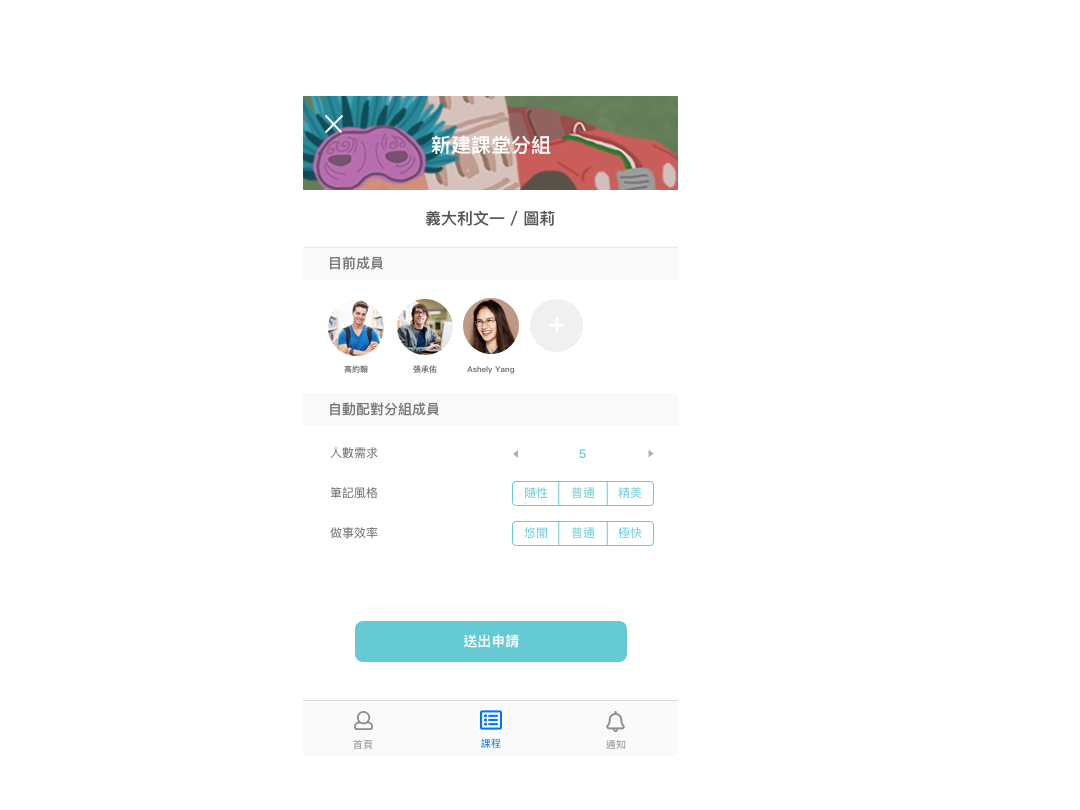 新建課堂分組
義大利文一 / 圖莉
目前成員
高約翰 張承佑 Ashely Yang
自動配對分組成員
人數需求 5
筆記風格 隨性 普通 精美
做事效率 悠閒 普通 極快
送出申請
首頁 課程 通知